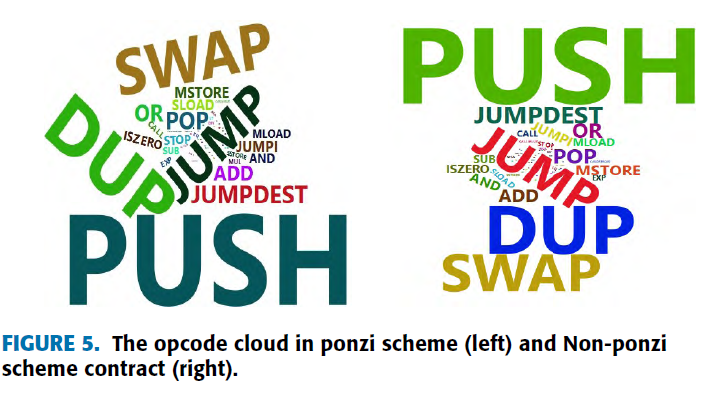 SWAP
MSTORE
SLOAD
OR
POP
CALL
ISZERO
STOP
SUB
EXP
DUP
JUMP
MLOAD
JUMPI
AND
MUL
ADD
JUMPDEST
PUSH
PUSH
JUMPDEST
CALL
JUMPI
OR
MLOAD
STOP
JUMP
POP
SUB
ISZERO
SLOAD
AND
MSTORE
EXP
ADD
DUP
SWAP
FIGURE 5. The opcode cloud in ponzi scheme (left) and Non-ponzi
scheme contract (right).